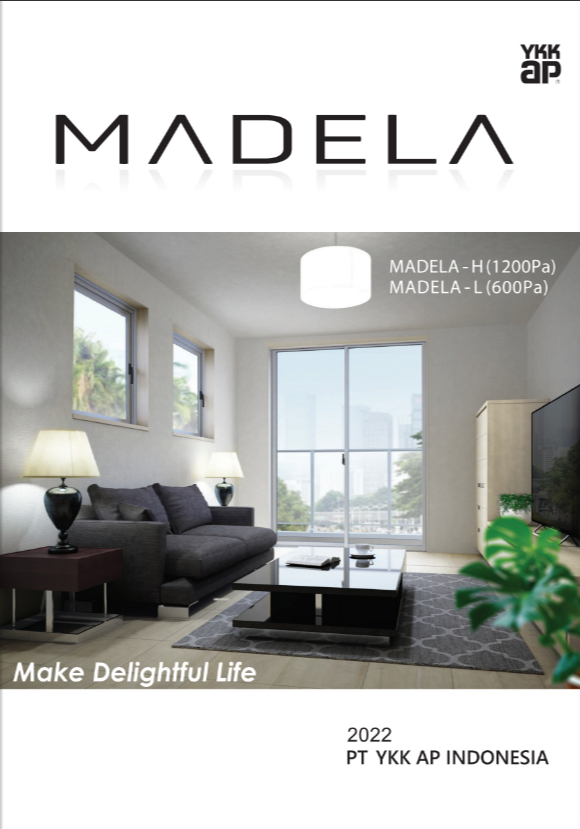 YKK
ap
MADELA
MADELA-H (1200Pa)
MADELA-L (600Pa)
Make Delightful Life
2022
PT YKK AP INDONESIA